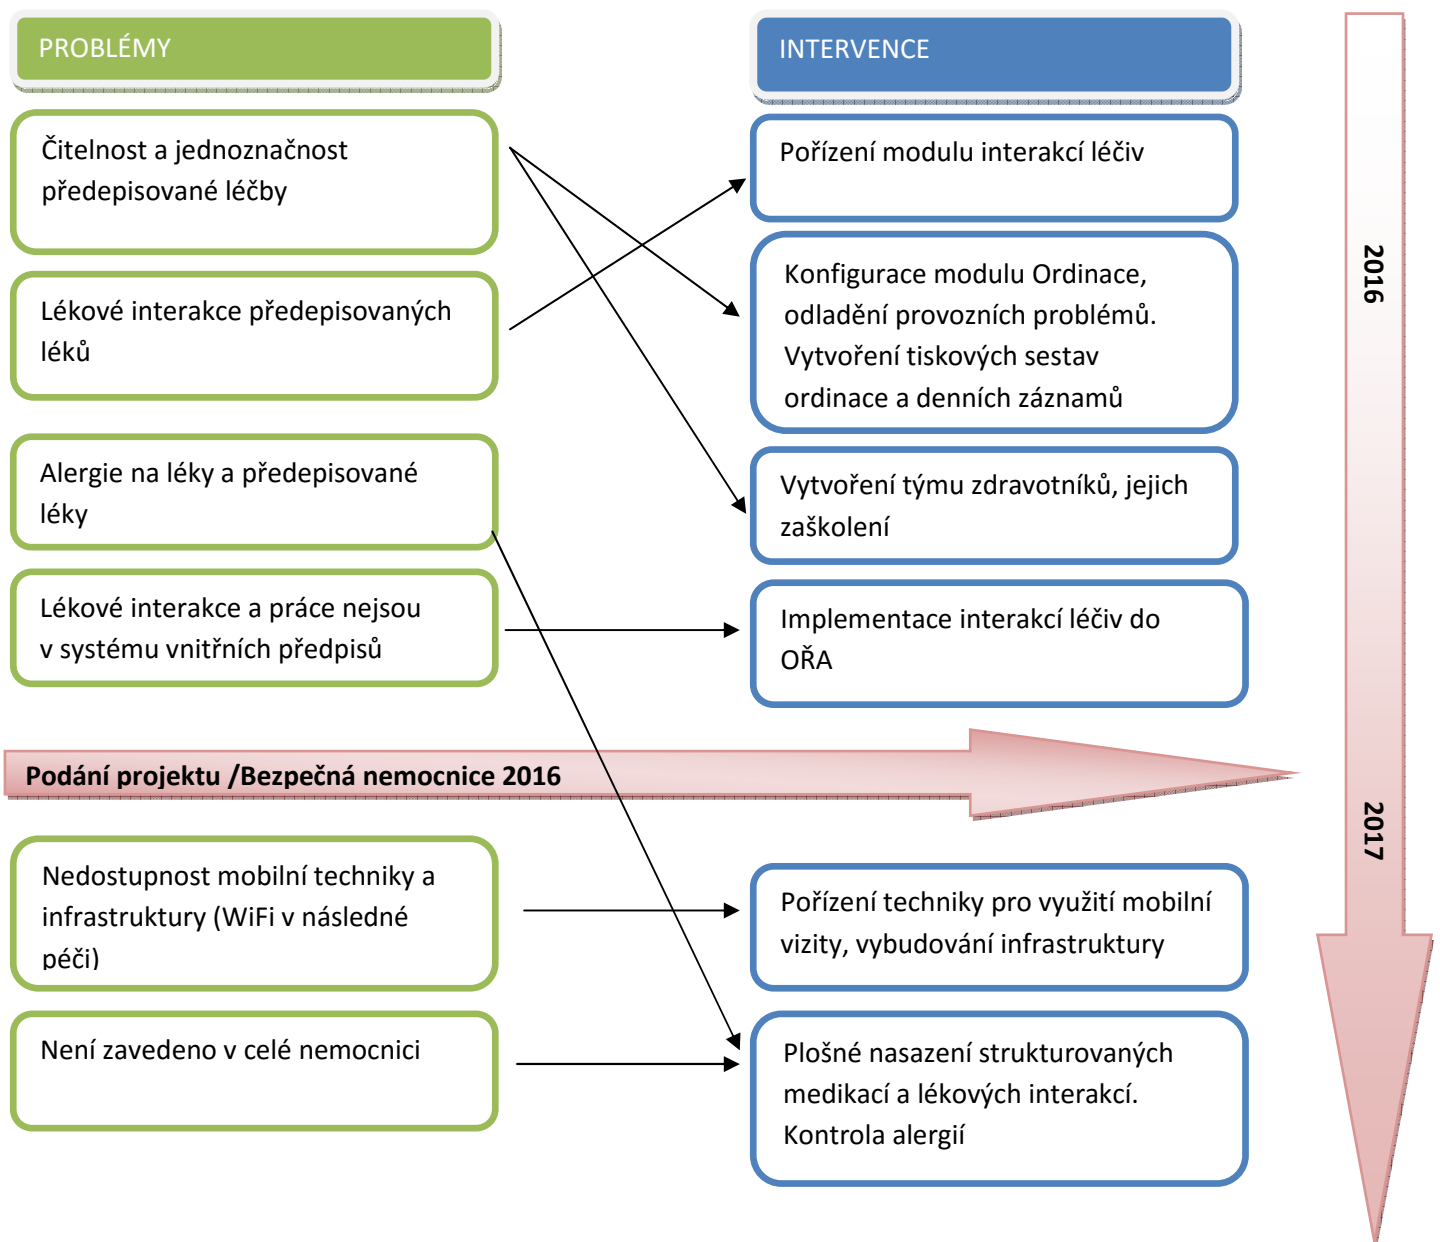 PROBLÉMY
INTERVENCE
Čitelnost a jednoznačnost
předepisované léčby
Lékové interakce předepisovaných
léků
Alergie na léky a předepisované
léky
Lékové interakce a práce nejsou
v systému vnitřních předpisů
Pořízení modulu interakcí léčiv
Konfigurace modulu Ordinace,
odladění provozních problémů.
Vytvoření tiskových sestav
ordinace a denních záznamů
Vytvoření týmu zdravotníků, jejich
zaškolení
Implementace interakcí léčiv do
OŘA
Podání projektu /Bezpečná nemocnice 2016
Nedostupnost mobilní techniky a
infrastruktury (WiFi v následné
péči)
Není zavedeno v celé nemocnici
Pořízení techniky pro využití mobilní
vizity, vybudování infrastruktury
Plošné nasazení strukturovaných
medikací a lékových interakcí.
Kontrola alergií
2016
2017